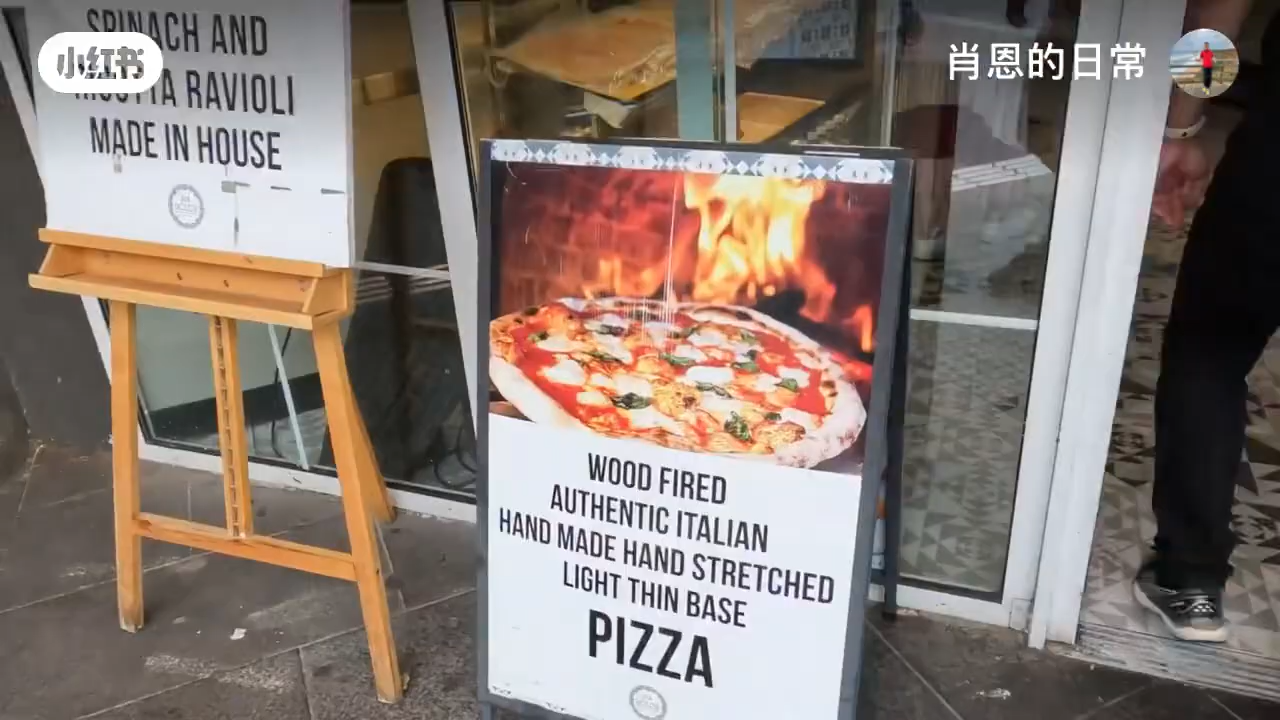 SPINACH AND
RICOTTA RAVIOLI
MADE IN HOUSE
小红书
肖恩的日常
WOOD FIRED
AUTHENTIC ITALIAN
HAND MADE HAND STRETCHED
LIGHT THIN BASE
PIZZA